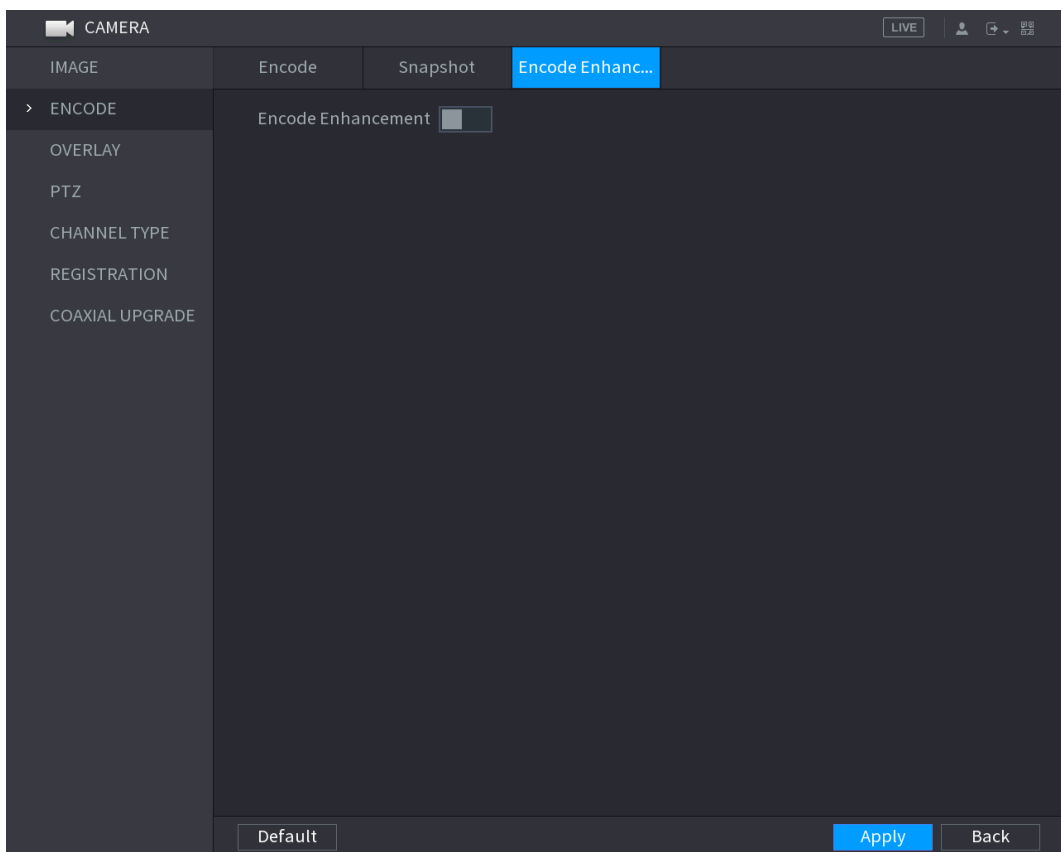 CAMERA
LIVE
IMAGE
Encode
Snapshot
Encode Enhanc...
ENCODE
Encode Enhancement
OVERLAY
PTZ
CHANNEL TYPE
REGISTRATION
COAXIAL UPGRADE
Default
Apply
Back